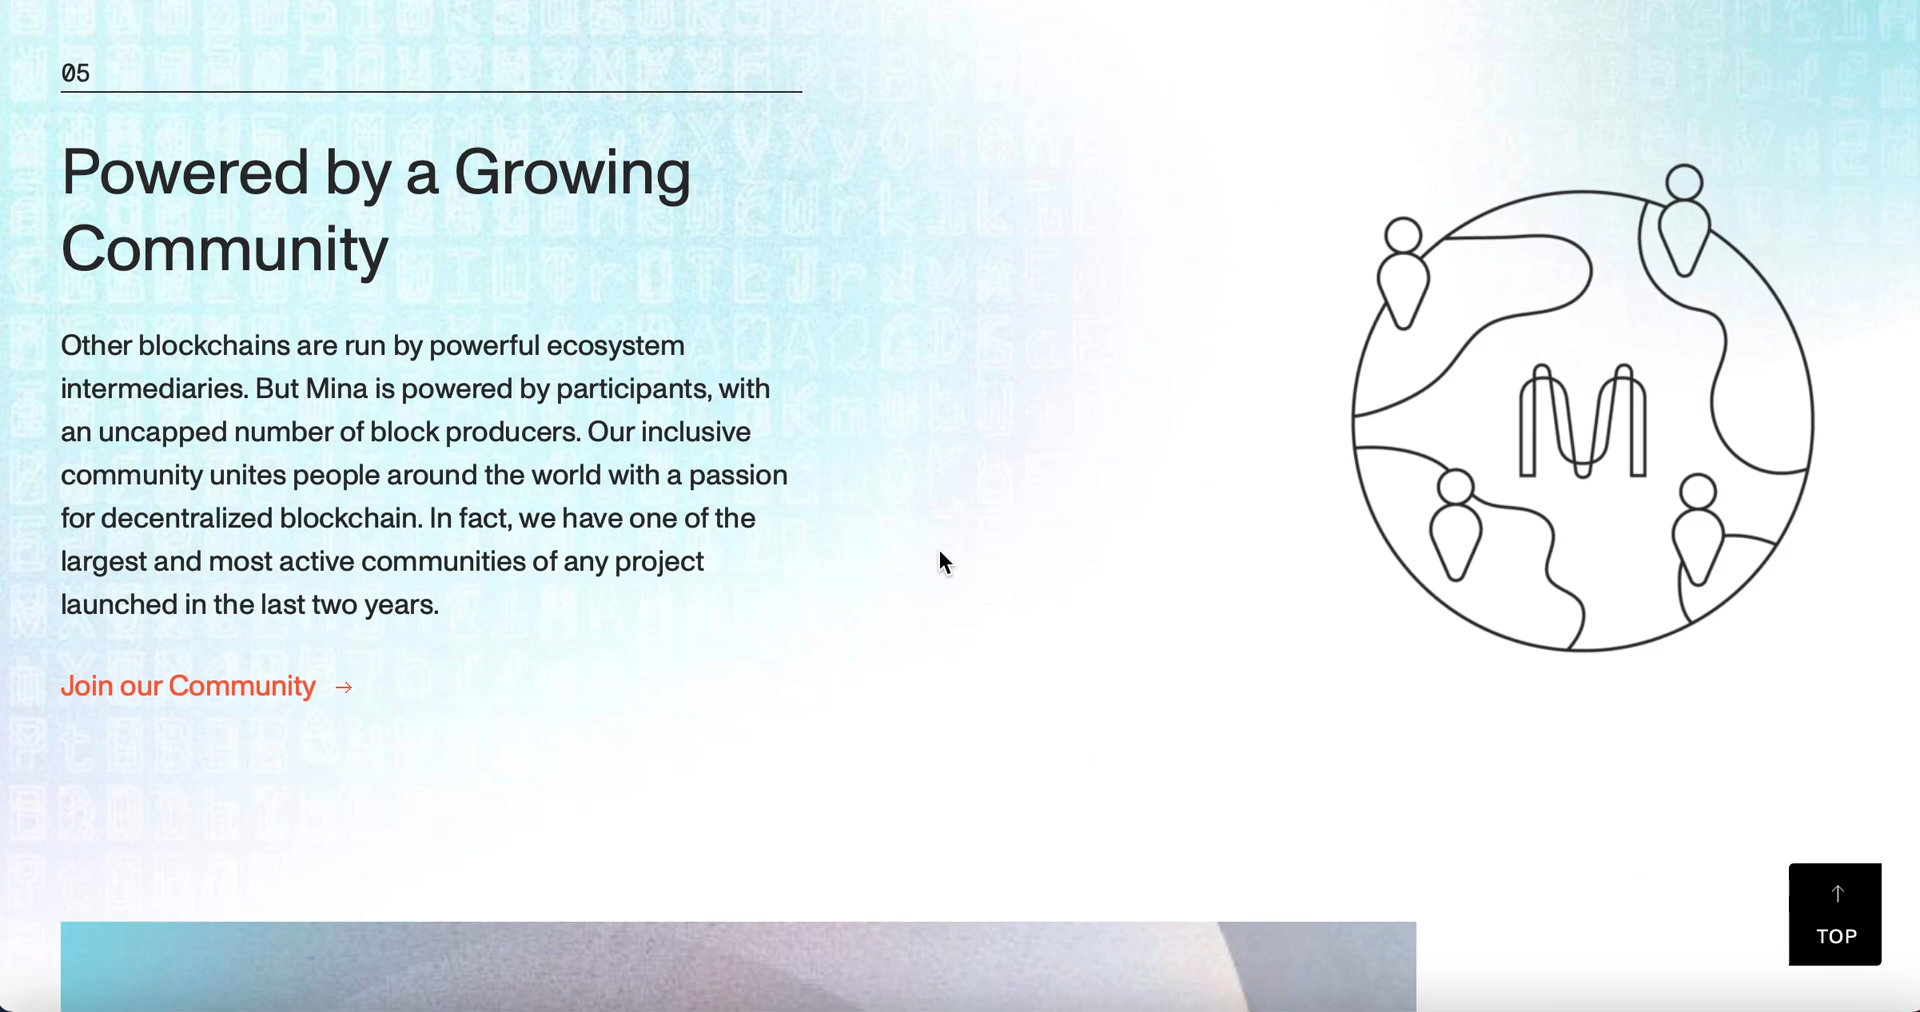 05
Powered by a Growing
Community
Other blockchains are run by powerful ecosystem
intermediaries. But Mina is powered by participants, with
an uncapped number of block producers. Our inclusive
community unites people around the world with a passion
for decentralized blockchain. In fact, we have one of the
largest and most active communities of any project
launched in the last two years.
Join our Community →
↑
TOP